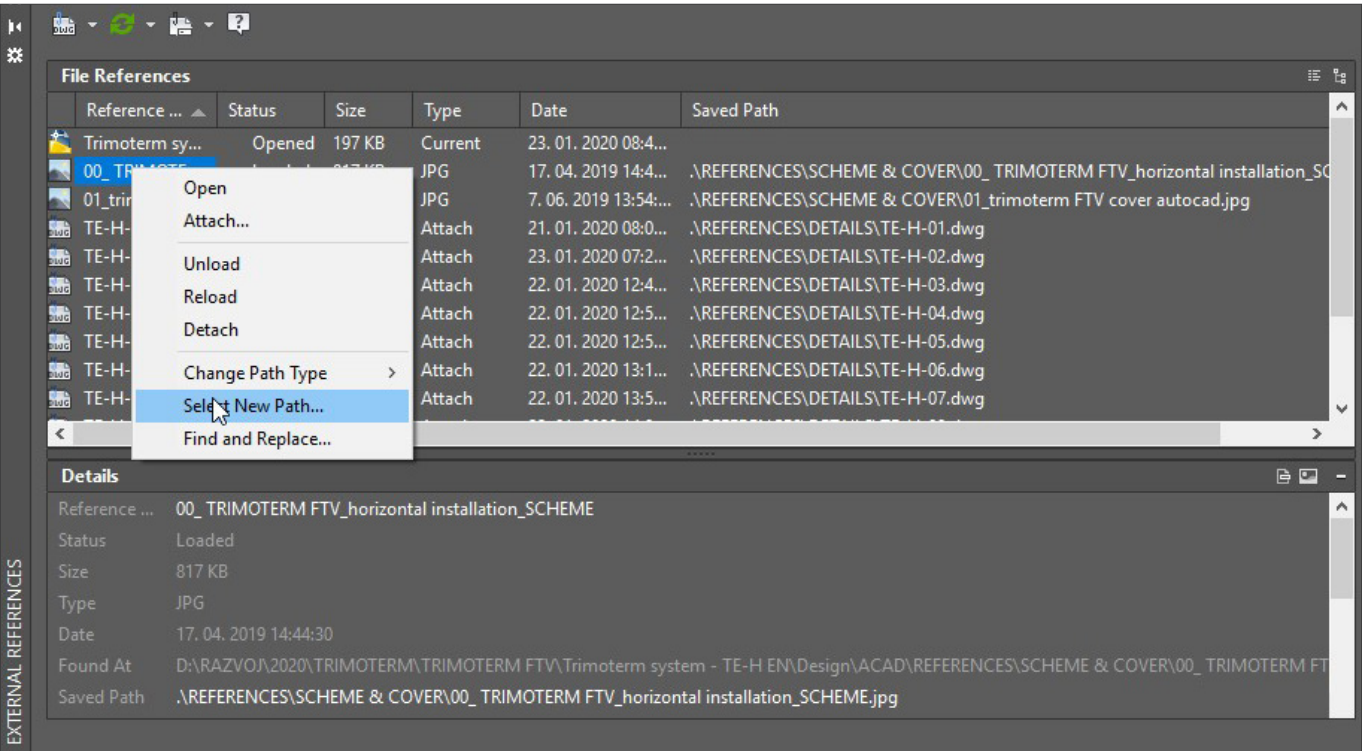 File References
Reference ... Status Size Type Date Saved Path
Trimoterm sy... Opened 197 KB Current 23. 01. 2020 08:4...
00_ JPG 17. 04. 2019 14:4... .\REFERENCES\SCHEME & COVER\00_ TRIMOTERM FTV_horizontal installation_SC
01_trin JPG 7. 06. 2019 13:54:... .\REFERENCES\SCHEME & COVER\01_trimoterm FTV cover autocad.jpg
TE-H- Attach 21. 01. 2020 08:0... .\REFERENCES\DETAILS\TE-H-01.dwg
TE-H- Attach 23. 01. 2020 07:2... .\REFERENCES\DETAILS\TE-H-02.dwg
TE-H- Attach 22. 01. 2020 12:4... .\REFERENCES\DETAILS\TE-H-03.dwg
TE-H- Attach 22. 01. 2020 12:5... .\REFERENCES\DETAILS\TE-H-04.dwg
TE-H- Attach 22. 01. 2020 12:5... .\REFERENCES\DETAILS\TE-H-05.dwg
TE-H- Attach 22. 01. 2020 13:1... .\REFERENCES\DETAILS\TE-H-06.dwg
TE-H- Attach 22. 01. 2020 13:5... .\REFERENCES\DETAILS\TE-H-07.dwg
Open
Attach...
Unload
Reload
Detach
Change Path Type
Select New Path...
Find and Replace...
Details
Reference ... 00_ TRIMOTERM FTV_horizontal installation_SCHEME
Status Loaded
Size 817 KB
Type JPG
Date 17. 04. 2019 14:44:30
Found At D:\RAZVOJ\2020\TRIMOTERM\TRIMOTERM FTV\Trimoterm system - TE-H EN\Design\ACAD\REFERENCES\SCHEME & COVER\00_ TRIMOTERM FT
Saved Path .\REFERENCES\SCHEME & COVER\00_ TRIMOTERM FTV_horizontal installation_SCHEME.jpg
EXTERNAL REFERENCES